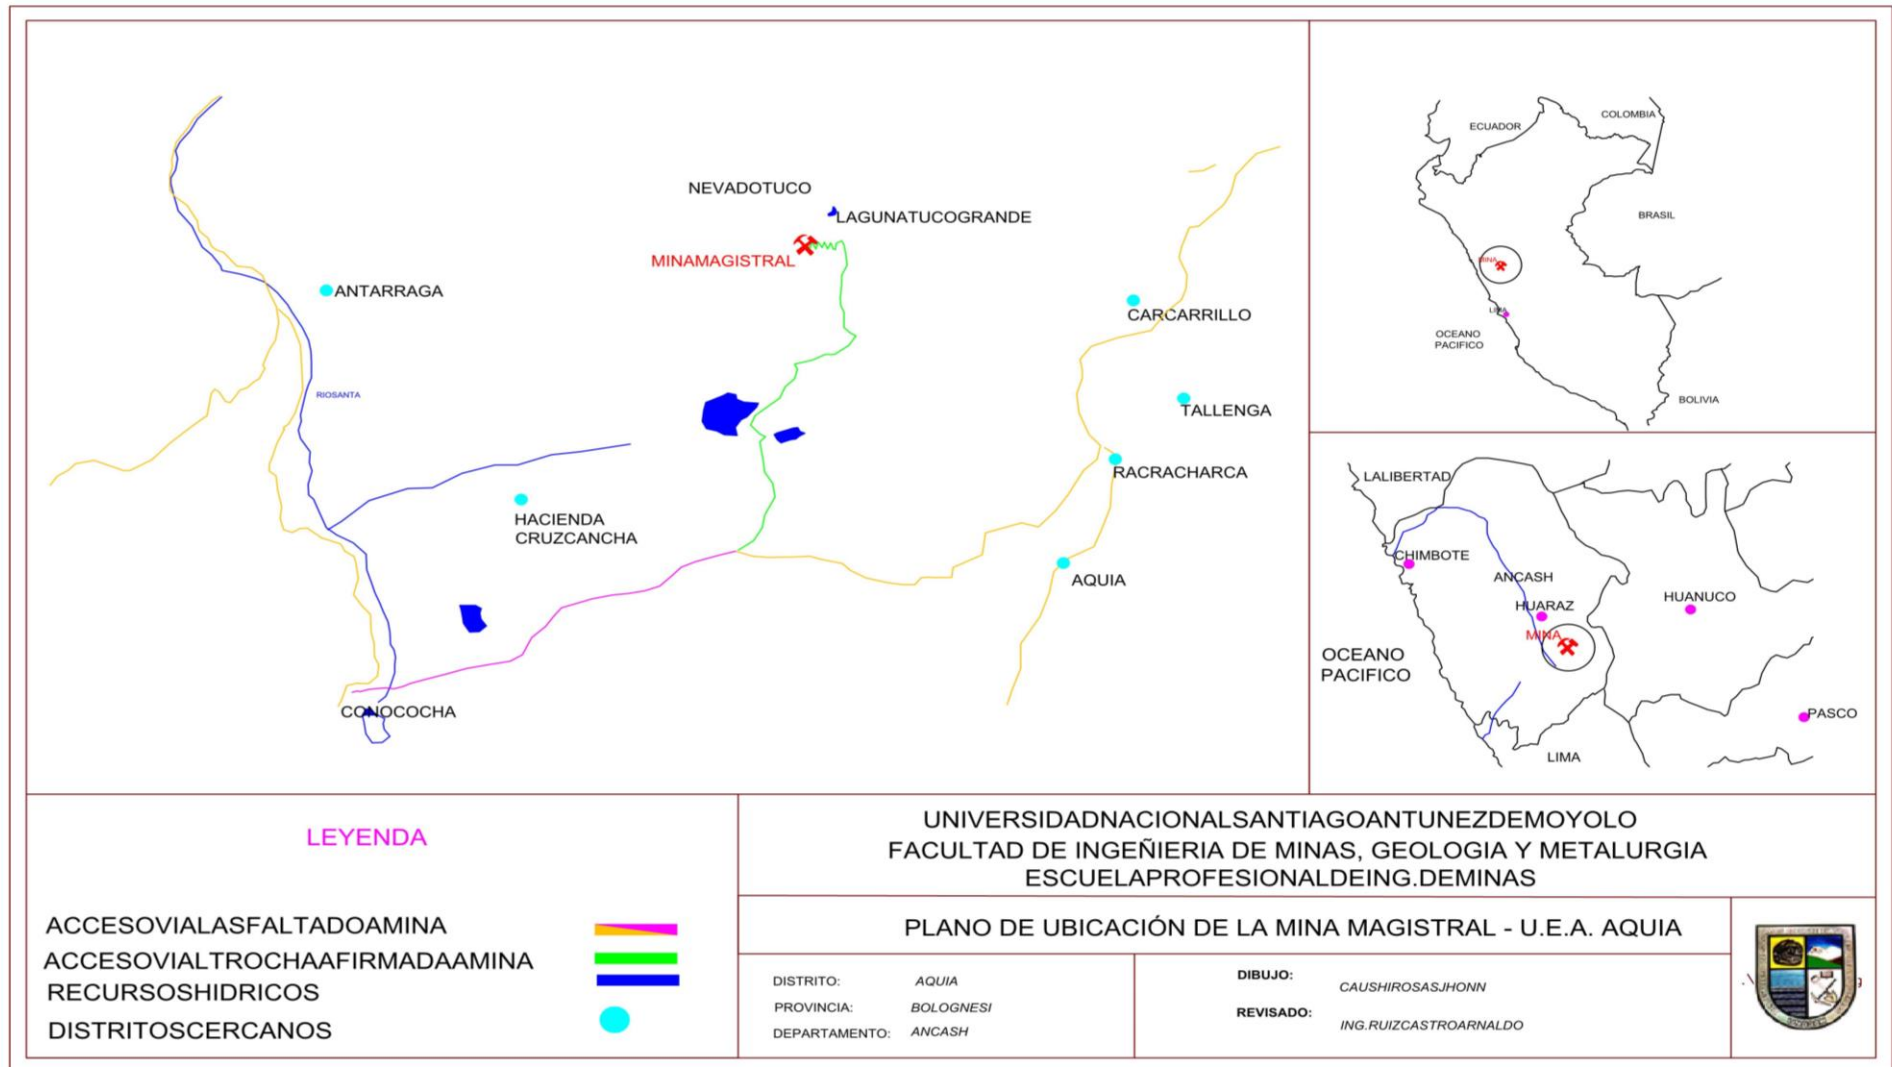 NEVADOTUCO
LAGUNATUCOGRANDE
MINAMAGISTRAL
ANTARRAGA
CARCARRILLO
RIOSANTA
TALLENGA
RACRACHARCA
HACIENDA
CRUZCANCHA
AQUIA
CONOCOCHA
ECUADOR
COLOMBIA
BRASIL
MINA
LIMA
OCEANO
PACIFICO
BOLIVIA
LALIBERTAD
CHIMBOTE
ANCASH
HUARAZ
HUANUCO
MINA
OCEANO
PACIFICO
PASCO
LIMA
LEYENDA
ACCESOVIALASFALTADOAMINA
ACCESOVIALTROCHAAFIRMADAAMINA
RECURSOSHIDRICOS
DISTRITOSCERCANOS
UNIVERSIDADNACIONALSANTIAGOANTUNEZDEMOYOLO
FACULTAD DE INGEÑIERIA DE MINAS, GEOLOGIA Y METALURGIA
ESCUELAPROFESIONALDEING.DEMINAS
PLANO DE UBICACIÓN DE LA MINA MAGISTRAL - U.E.A. AQUIA
DISTRITO: AQUIA
PROVINCIA: BOLOGNESI
DEPARTAMENTO: ANCASH
DIBUJO: CAUSHIROSASJHONN
REVISADO: ING.RUIZCASTROARNALDO